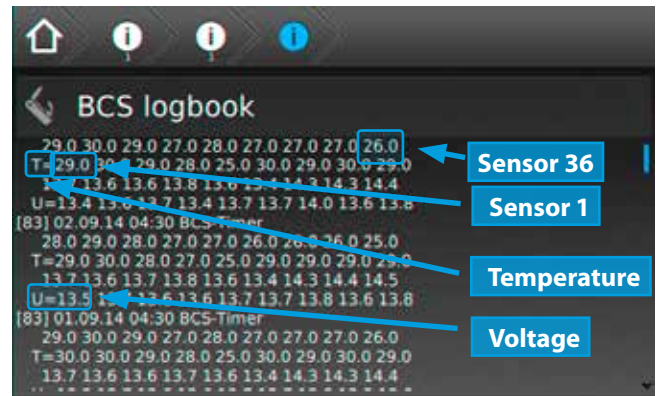 BCS logbook
29.0 30.0 29.0 27.0 28.0 27.0 27.0 27.0 26.0
T=29.0 29.0 28.0 25.0 30.0 29.0 30.0 29.0
13.6 13.6 13.8 13.6 13.4 14.3 14.3 14.4
U=13.4 13.6 13.7 13.4 13.7 13.7 14.0 13.6 13.8
[83] 02.09.14 04:30 BCS-Timer
28.0 29.0 28.0 27.0 27.0 26.0 26.0 26.0 25.0
T=29.0 30.0 28.0 27.0 25.0 29.0 29.0 29.0 29.0
13.7 13.6 13.7 13.8 13.6 13.4 14.3 14.4 14.5
U=13.5 13.6 13.6 13.7 13.7 13.8 13.6 13.8
[83] 01.09.14 04:30 BCS-Timer
29.0 30.0 29.0 27.0 28.0 27.0 27.0 27.0 26.0
T=30.0 30.0 29.0 28.0 25.0 30.0 29.0 30.0 29.0
13.7 13.6 13.6 13.7 13.6 13.4 14.3 14.3 14.4
Sensor 36
Sensor 1
Temperature
Voltage